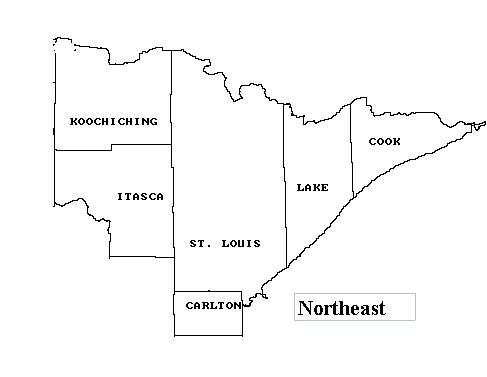 KOOCHICHING
COOK
LAKE
ITASCA
ST. LOUIS
CARLTON
Northeast